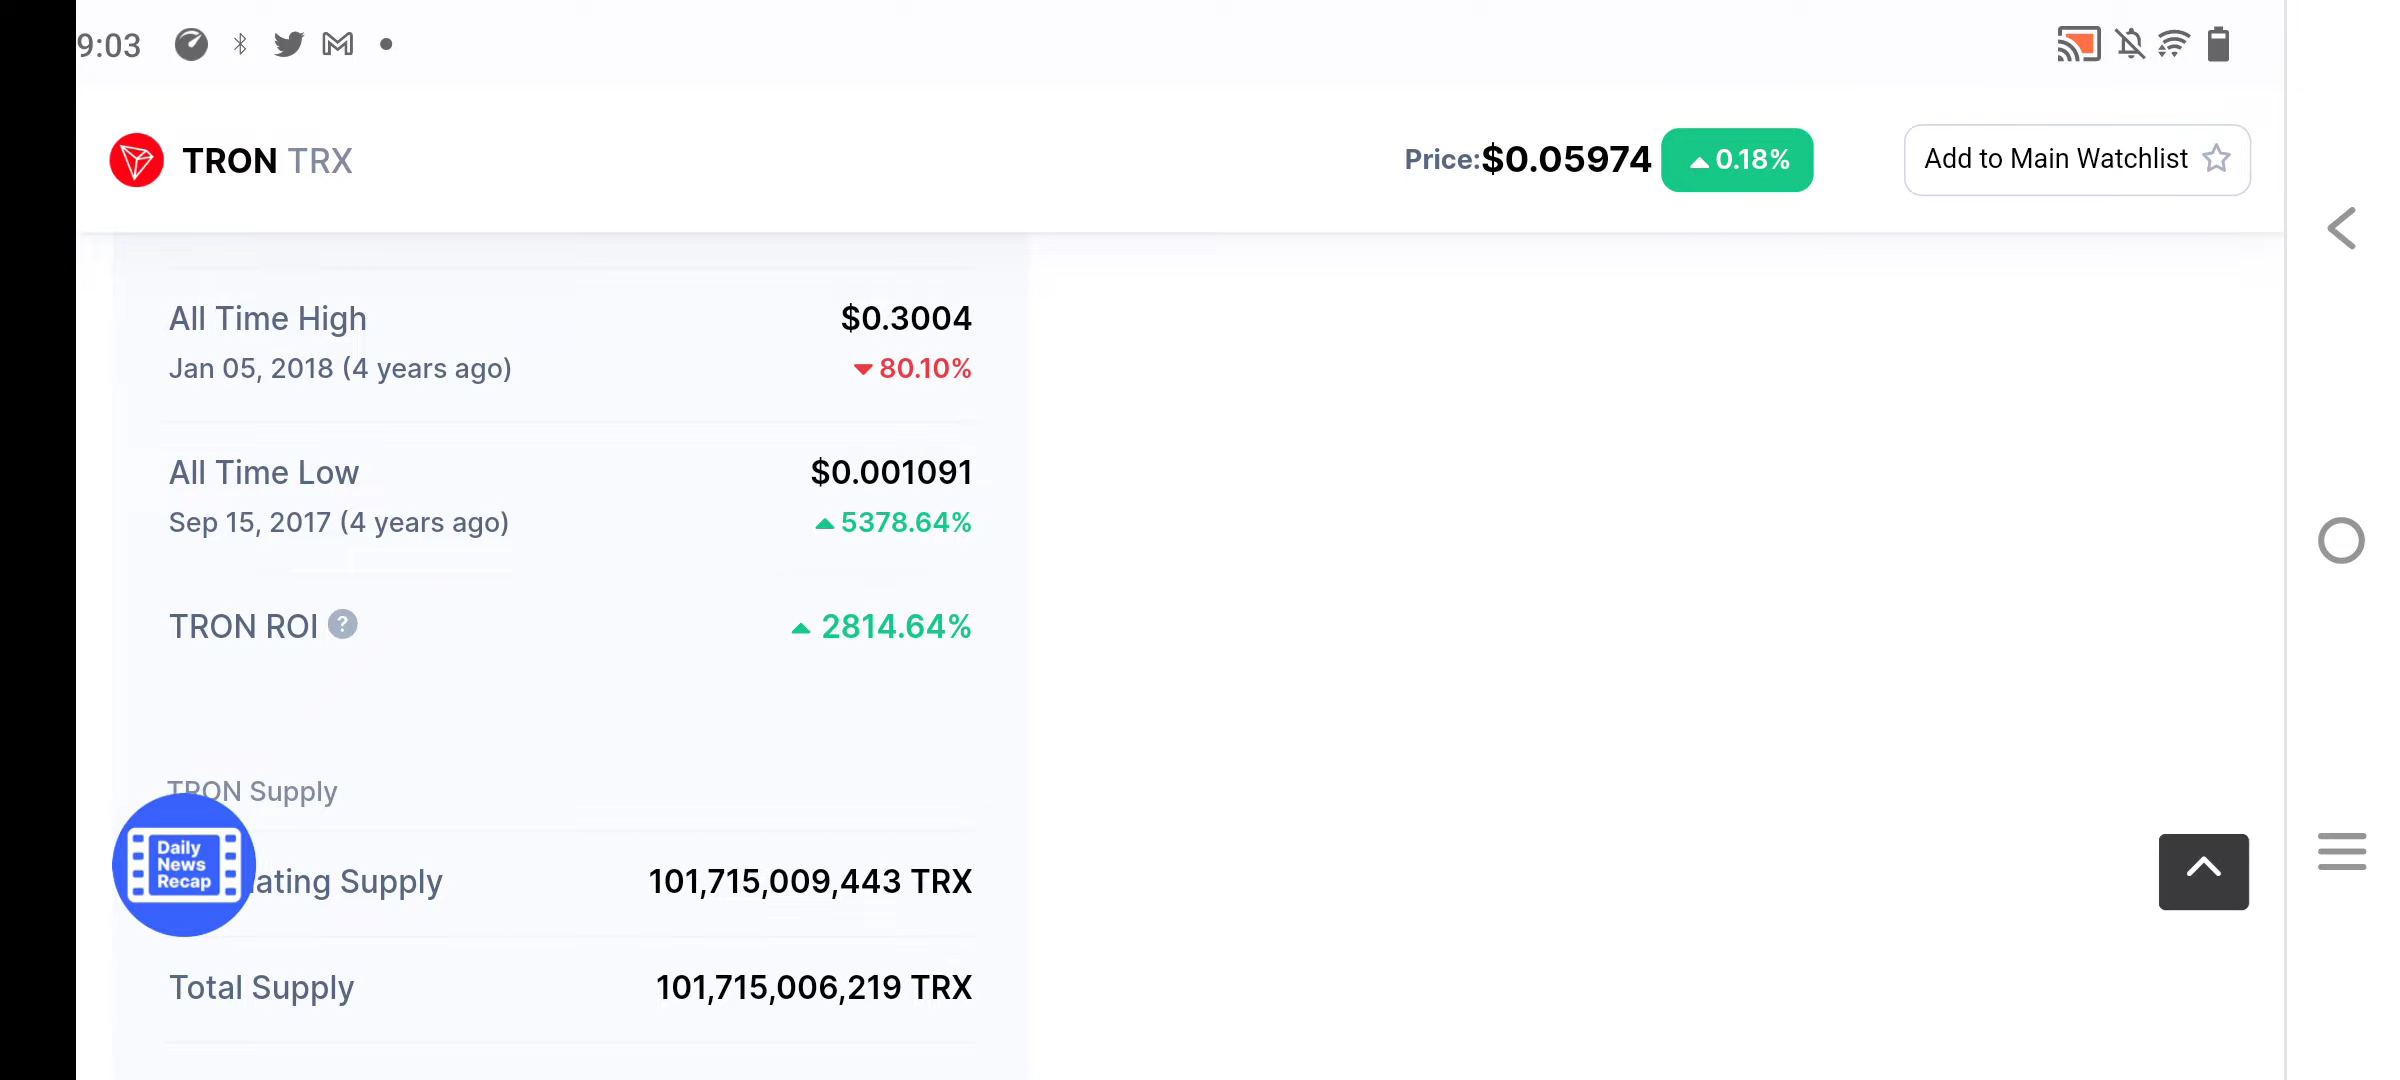 9:03
TRON TRX
Price:$0.05974 0.18%
Add to Main Watchlist
All Time High $0.3004
Jan 05, 2018 (4 years ago) 80.10%
All Time Low $0.001091
Sep 15, 2017 (4 years ago) 5378.64%
TRON ROI ? 2814.64%
TRON Supply
Daily
News
Recap
ating Supply 101,715,009,443 TRX
Total Supply 101,715,006,219 TRX